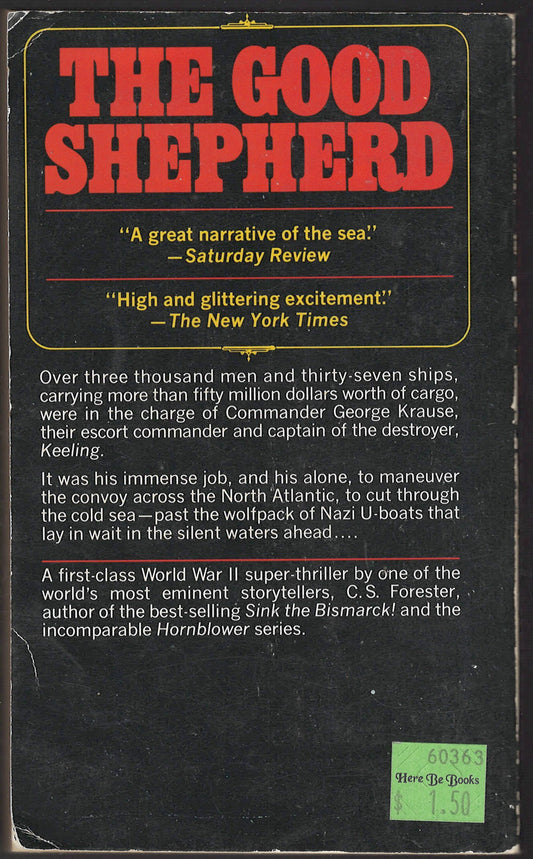 THE GOOD
SHEPHERD
"A great narrative of the sea."
—Saturday Review
"High and glittering excitement."
—The New York Times
Over three thousand men and thirty-seven ships,
carrying more than fifty million dollars worth of cargo,
were in the charge of Commander George Krause,
their escort commander and captain of the destroyer,
Keeling.
It was his immense job, and his alone, to maneuver
the convoy across the North Atlantic, to cut through
the cold sea—past the wolfpack of Nazi U-boats that
lay in wait in the silent waters ahead....
A first-class World War II super-thriller by one of the
world's most eminent storytellers, C.S. Forester,
author of the best-selling Sink the Bismarck! and the
incomparable Hornblower series.
60363
Here Be Books
$ 1.50